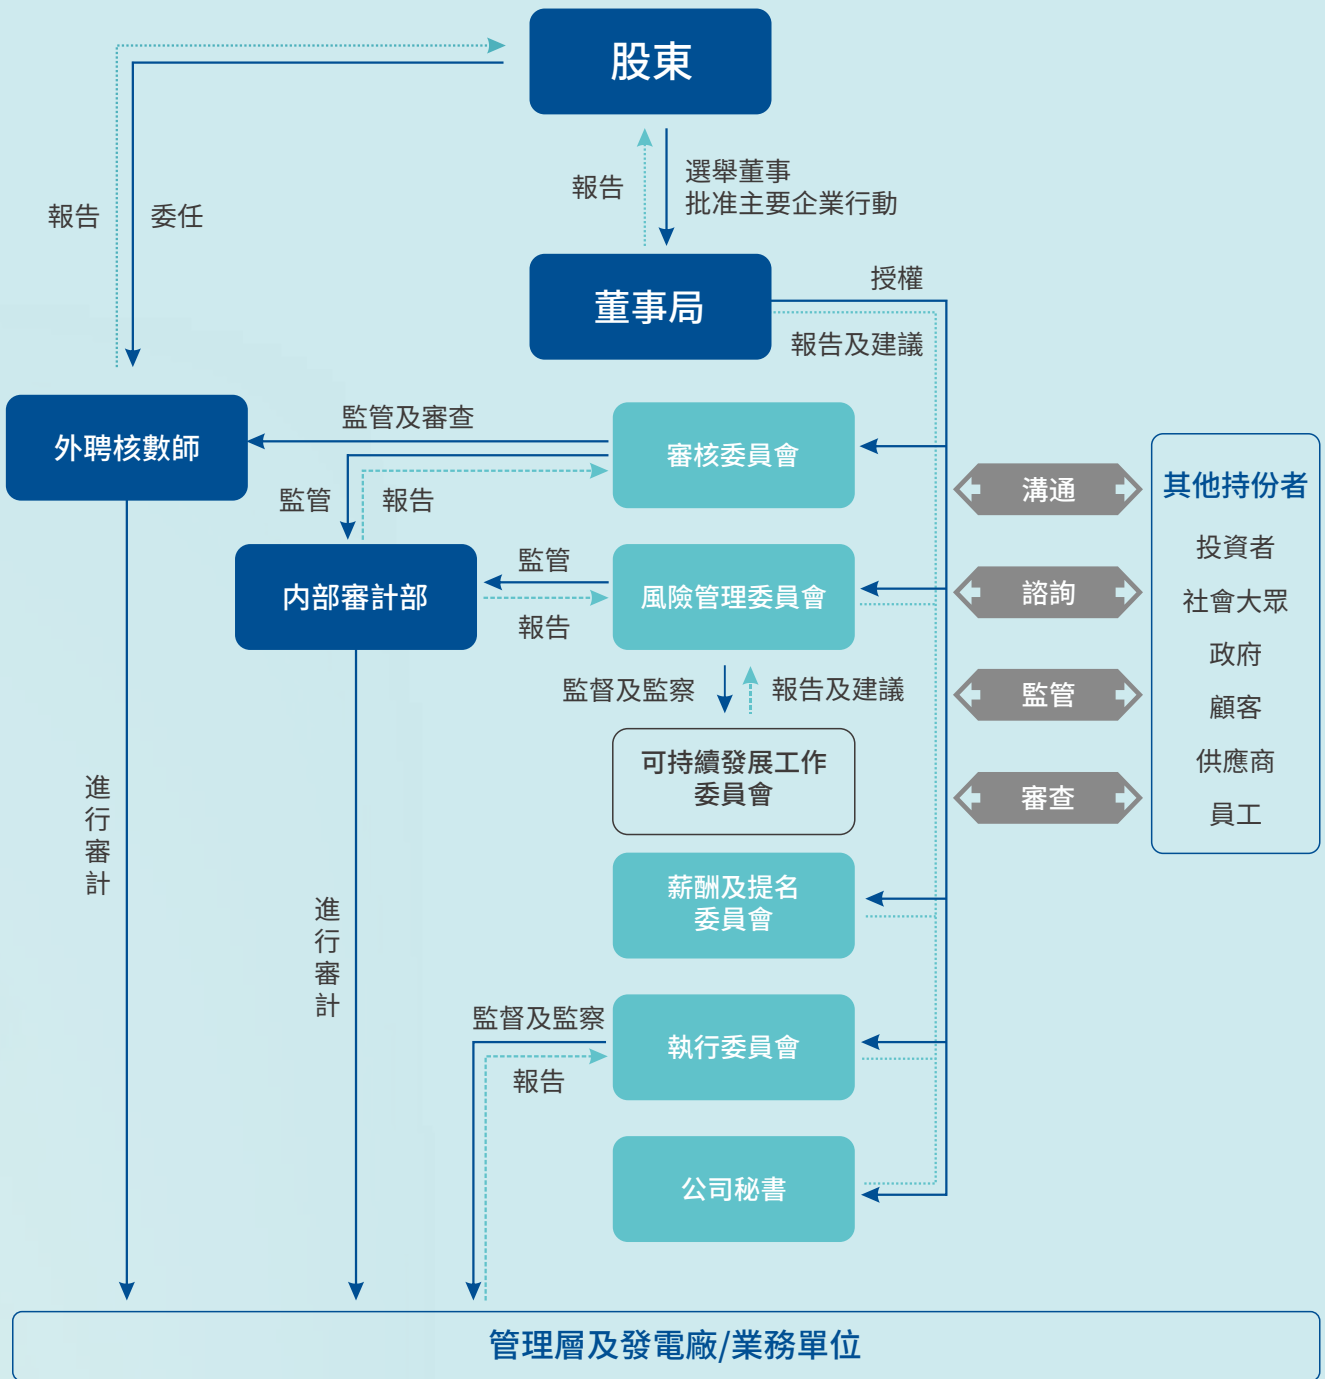 股東
報告
委任
報告
選舉董事
批准主要企業行動
董事局
授權
報告及建議
外聘核數師
監管及審查
審核委員會
監管
報告
內部審計部
監管
報告
風險管理委員會
監督及監察
報告及建議
可持續發展工作
委員會
薪酬及提名
委員會
監督及監察
報告
執行委員會
公司秘書
進行審計
進行審計
溝通
諮詢
監管
審查
其他持份者
投資者
社會大眾
政府
顧客
供應商
員工
管理層及發電廠/業務單位